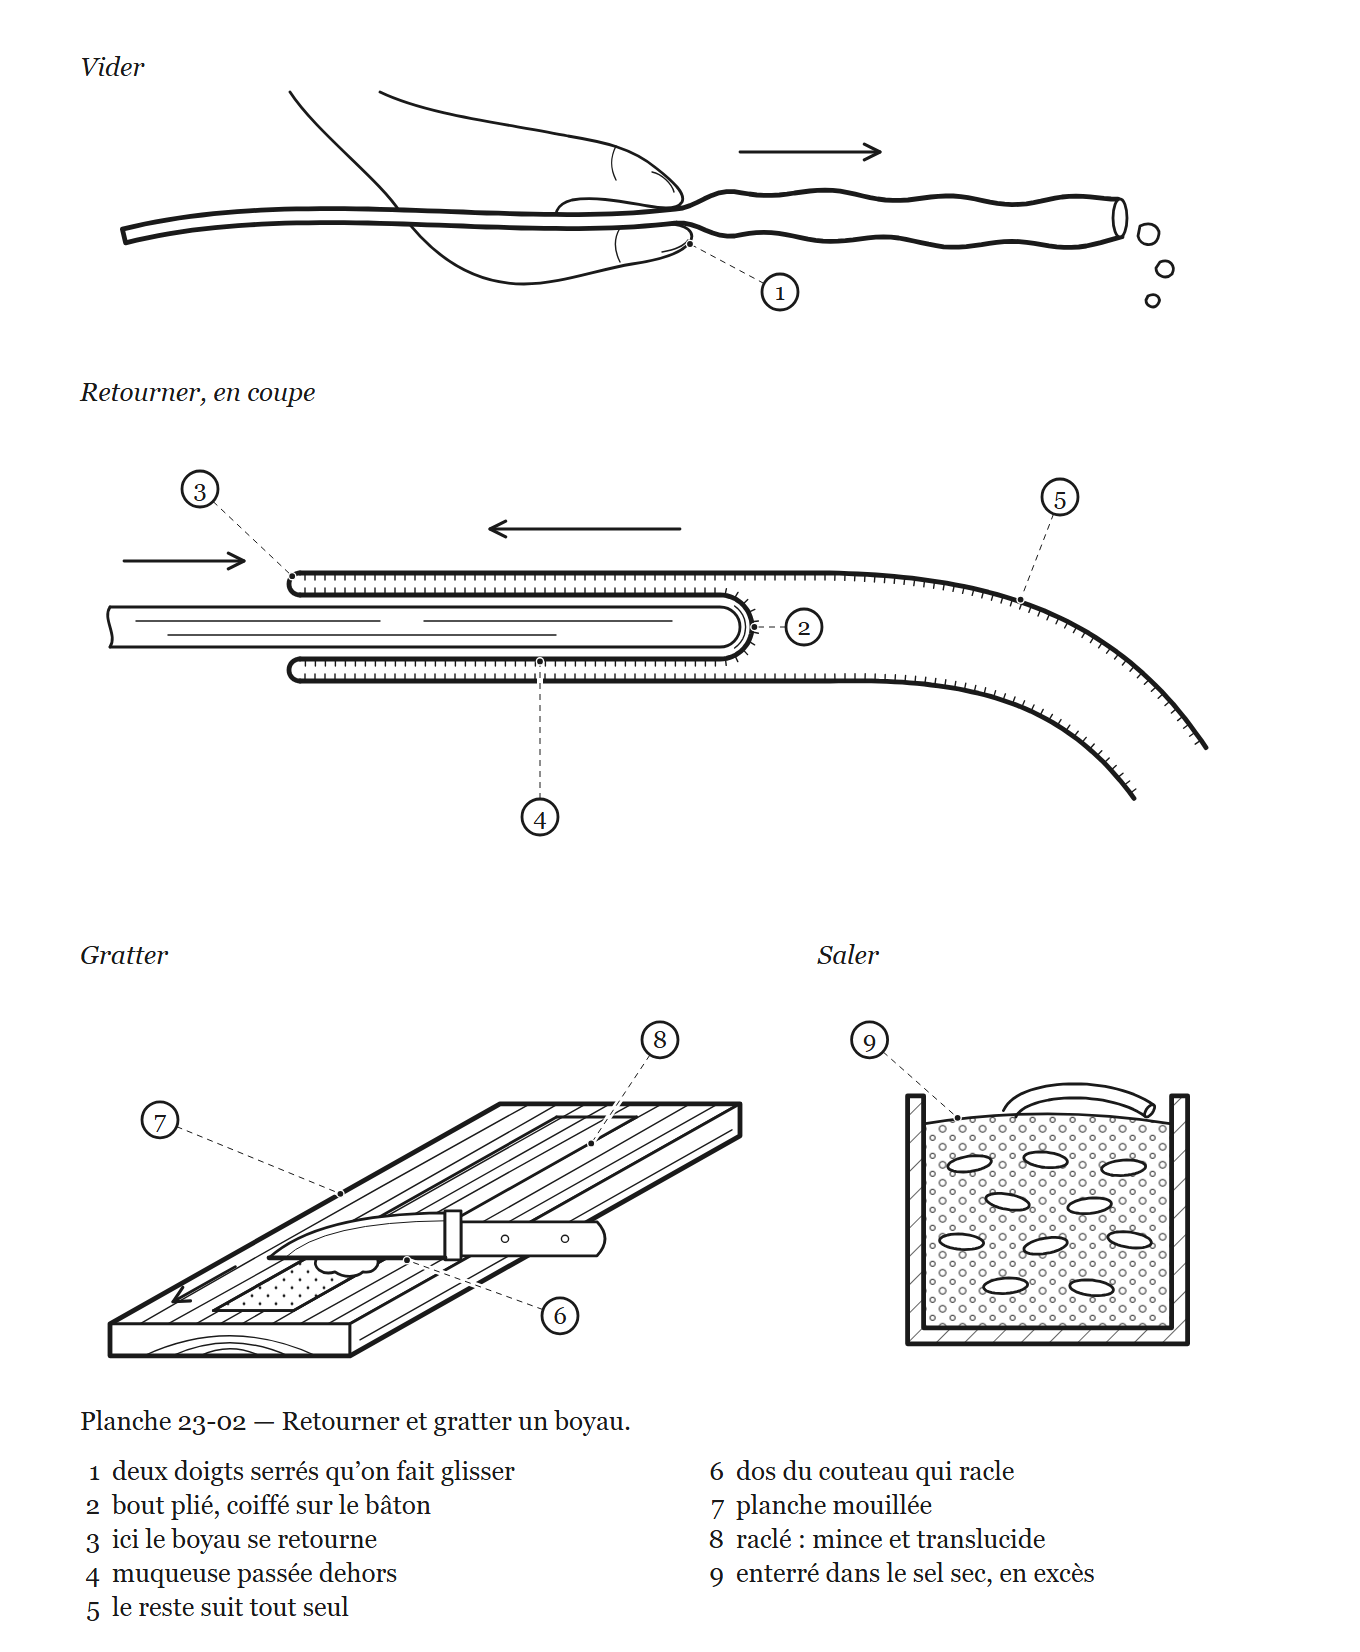 Vider
1
Retourner, en coupe
3
5
2
4
Gratter
Saler
8
9
7
6
Planche 23-02 — Retourner et gratter un boyau.
1 deux doigts serrés qu’on fait glisser
2 bout plié, coiffé sur le bâton
3 ici le boyau se retourne
4 muqueuse passée dehors
5 le reste suit tout seul
6 dos du couteau qui racle
7 planche mouillée
8 raclé : mince et translucide
9 enterré dans le sel sec, en excès